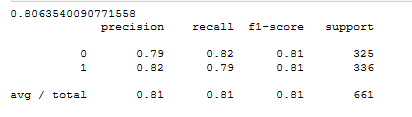 0.8063540090771558
precision recall f1-score support
0 0.79 0.82 0.81 325
1 0.82 0.79 0.81 336
avg / total 0.81 0.81 0.81 661